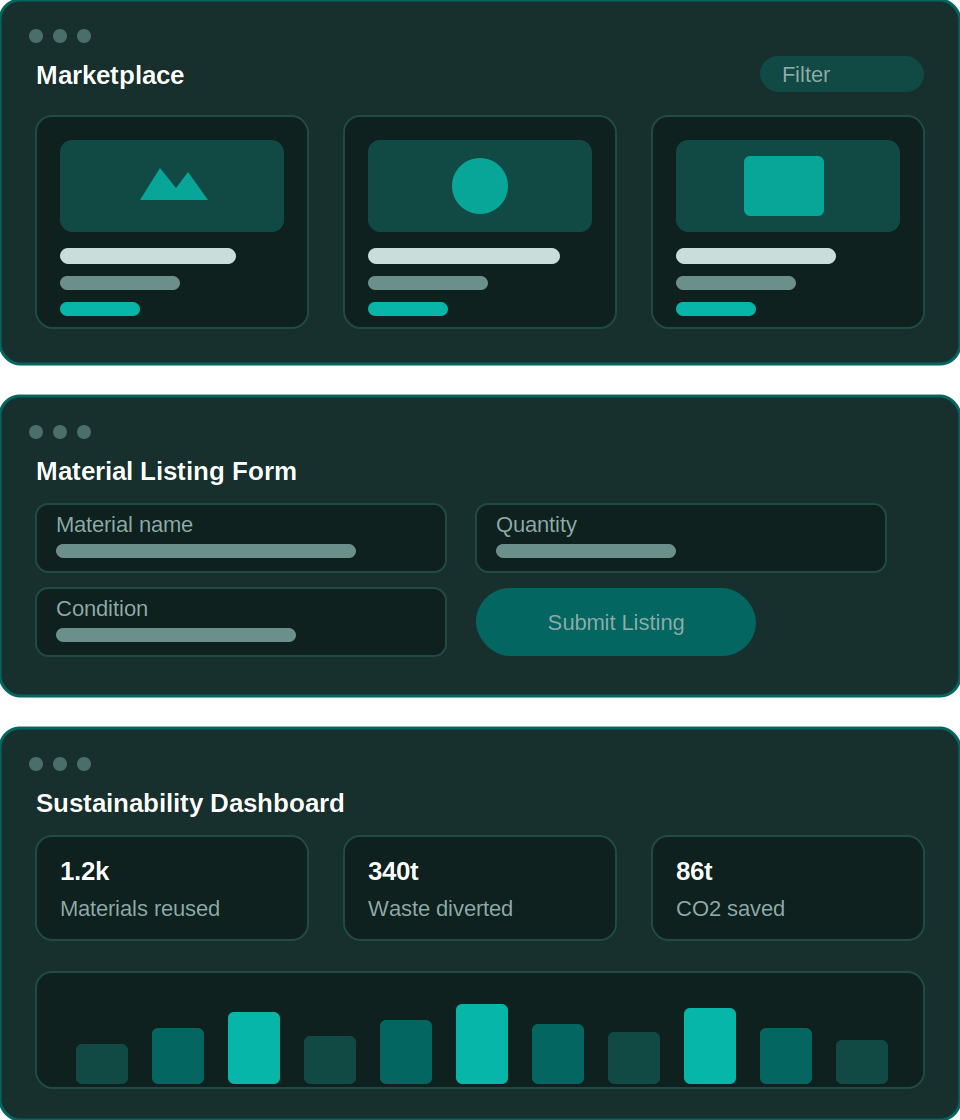 Marketplace
Filter
Material Listing Form
Material name
Quantity
Condition
Submit Listing
Sustainability Dashboard
1.2k
340t
86t
Materials reused
Waste diverted
CO2 saved